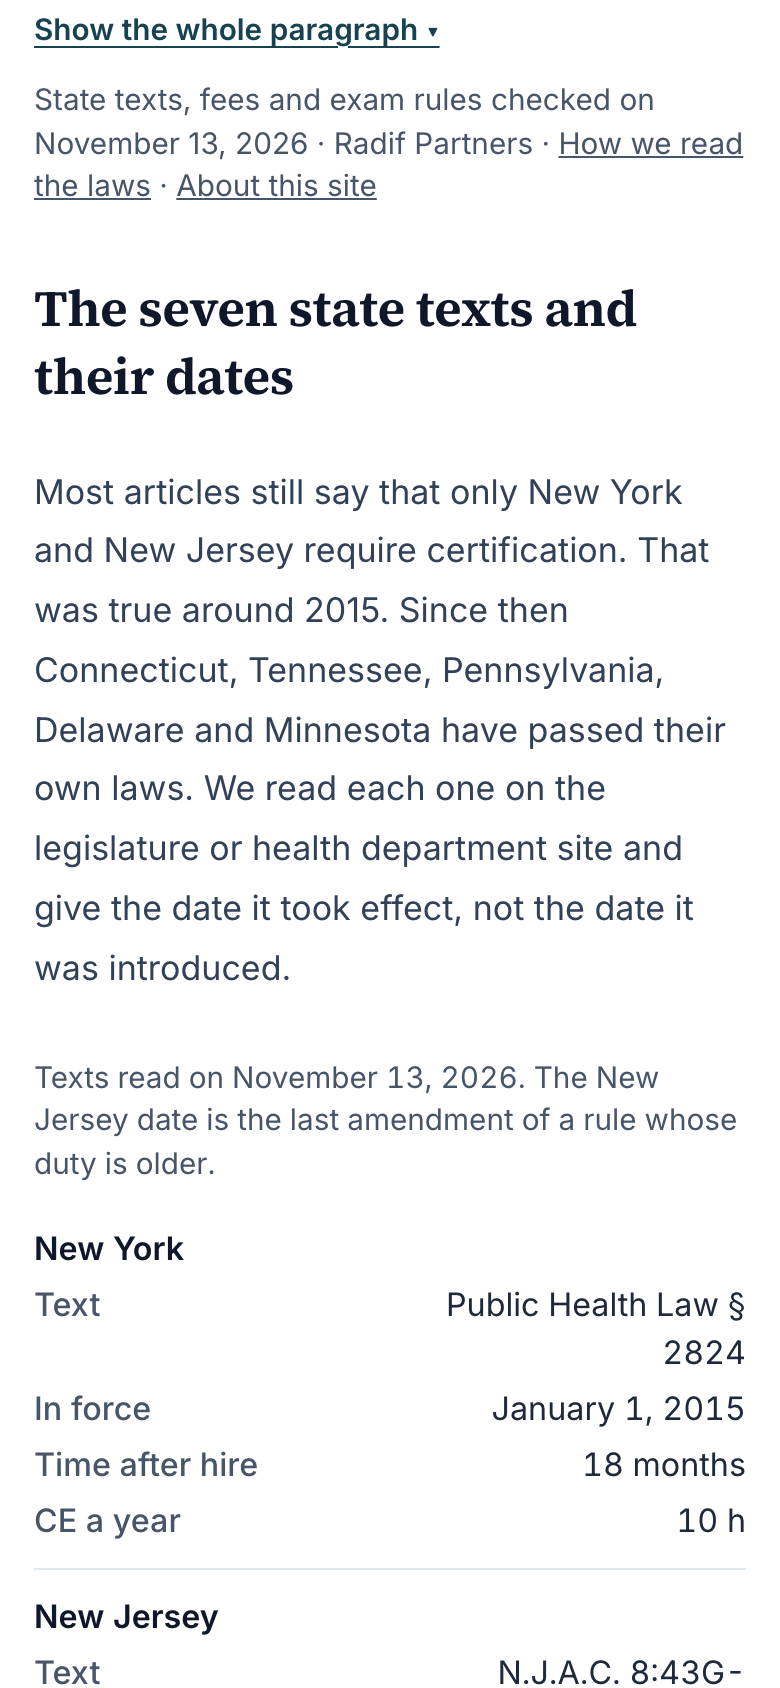 Show the whole paragraph ▾
State texts, fees and exam rules checked on
November 13, 2026 · Radif Partners · How we read
the laws · About this site
The seven state texts and
their dates
Most articles still say that only New York
and New Jersey require certification. That
was true around 2015. Since then
Connecticut, Tennessee, Pennsylvania,
Delaware and Minnesota have passed their
own laws. We read each one on the
legislature or health department site and
give the date it took effect, not the date it
was introduced.
Texts read on November 13, 2026. The New
Jersey date is the last amendment of a rule whose
duty is older.
New York
Text Public Health Law §
2824
In force January 1, 2015
Time after hire 18 months
CE a year 10 h
New Jersey
Text N.J.A.C. 8:43G-